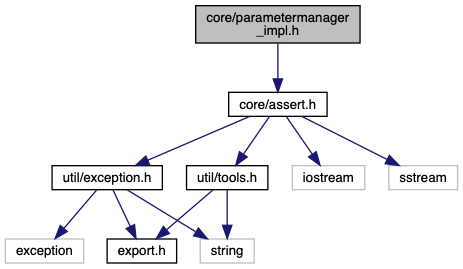 core/parametermanager
_impl.h
core/assert.h
util/exception.h
util/tools.h
iostream
sstream
exception
export.h
string